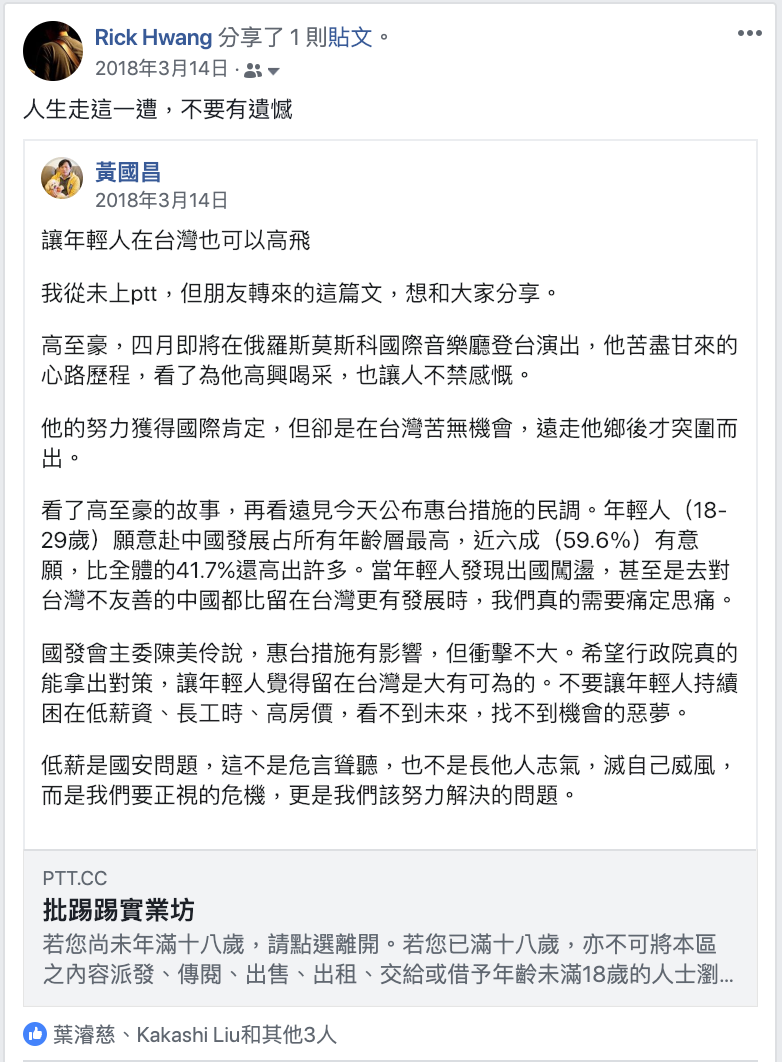 Rick Hwang 分享了 1 則貼文。
2018年3月14日 ·
人生走這一遭，不要有遺憾
黃國昌
2018年3月14日
讓年輕人在台灣也可以高飛
我從未上ptt，但朋友轉來的這篇文，想和大家分享。
高至豪，四月即將在俄羅斯莫斯科國際音樂廳登台演出，他苦盡甘來的
心路歷程，看了為他高興喝采，也讓人不禁感慨。
他的努力獲得國際肯定，但卻是在台灣苦無機會，遠走他鄉後才突圍而
出。
看了高至豪的故事，再看遠見今天公布惠台措施的民調。年輕人（18-
29歲）願意赴中國發展占所有年齡層最高，近六成（59.6%）有意
願，比全體的41.7%還高出許多。當年輕人發現出國闖盪，甚至是去對
台灣不友善的中國都比留在台灣更有發展時，我們真的需要痛定思痛。
國發會主委陳美伶說，惠台措施有影響，但衝擊不大。希望行政院真的
能拿出對策，讓年輕人覺得留在台灣是大有可為的。不要讓年輕人持續
困在低薪資、長工時、高房價，看不到未來，找不到機會的惡夢。
低薪是國安問題，這不是危言聳聽，也不是長他人志氣，滅自己威風，
而是我們要正視的危機，更是我們該努力解決的問題。
PTT.CC
批踢踢實業坊
若您尚未年滿十八歲，請點選離開。若您已滿十八歲，亦不可將本區
之內容派發、傳閱、出售、出租、交給或借予年齡未滿18歲的人士瀏...
葉濬慈、Kakashi Liu和其他3人